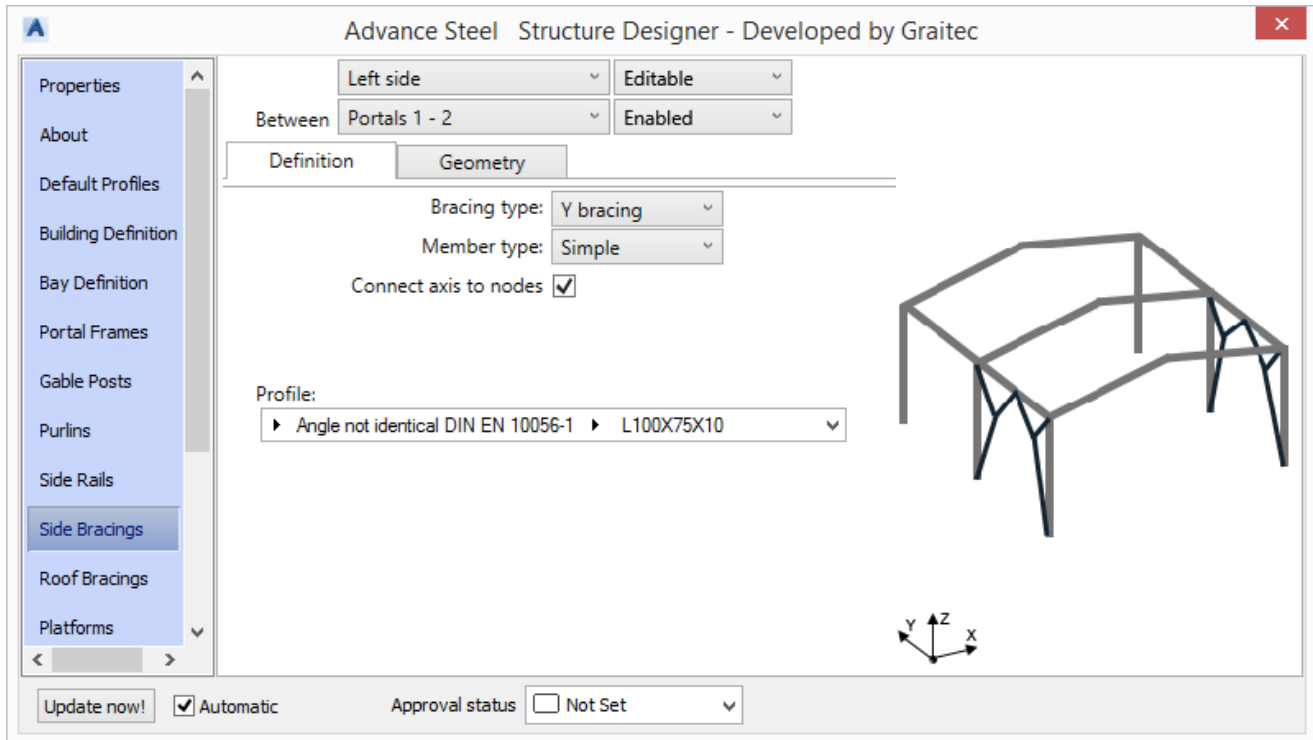 Advance Steel Structure Designer - Developed by Graitec
Properties
About
Default Profiles
Building Definition
Bay Definition
Portal Frames
Gable Posts
Purlins
Side Rails
Side Bracings
Roof Bracings
Platforms
Left side Editable
Between Portals 1 - 2 Enabled
Definition Geometry
Bracing type: Y bracing
Member type: Simple
Connect axis to nodes
Profile:
Angle not identical DIN EN 10056-1 L100X75X10
Y Z X
Update now! Automatic Approval status Not Set